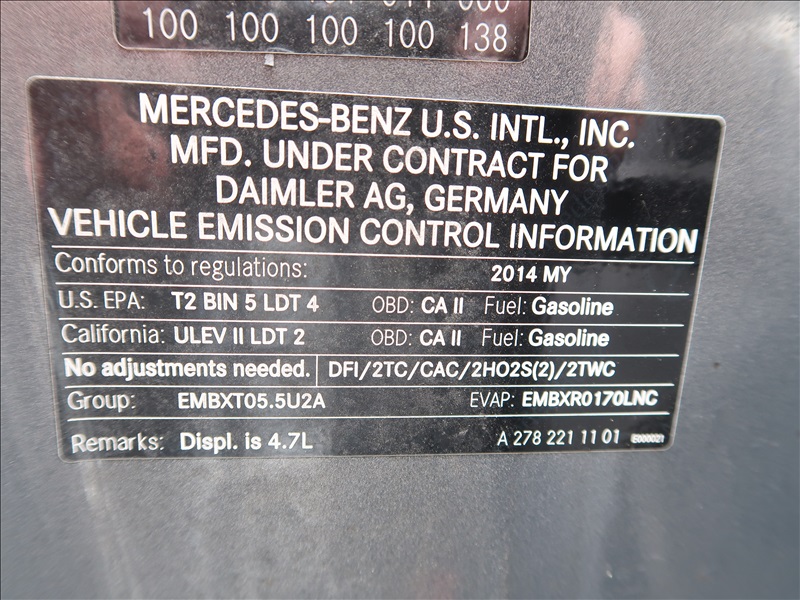 100 100 100 100 138
MERCEDES-BENZ U.S. INTL., INC.
MFD. UNDER CONTRACT FOR
DAIMLER AG, GERMANY
VEHICLE EMISSION CONTROL INFORMATION
Conforms to regulations: 2014 MY
U.S. EPA: T2 BIN 5 LDT 4 OBD: CA II Fuel: Gasoline
California: ULEV II LDT 2 OBD: CA II Fuel: Gasoline
No adjustments needed. DFI/2TC/CAC/2HO2S(2)/2TWC
Group: EMBXT05.5U2A EVAP: EMBXR0170LNC
Remarks: Displ. is 4.7L A 278 221 11 01 E000021